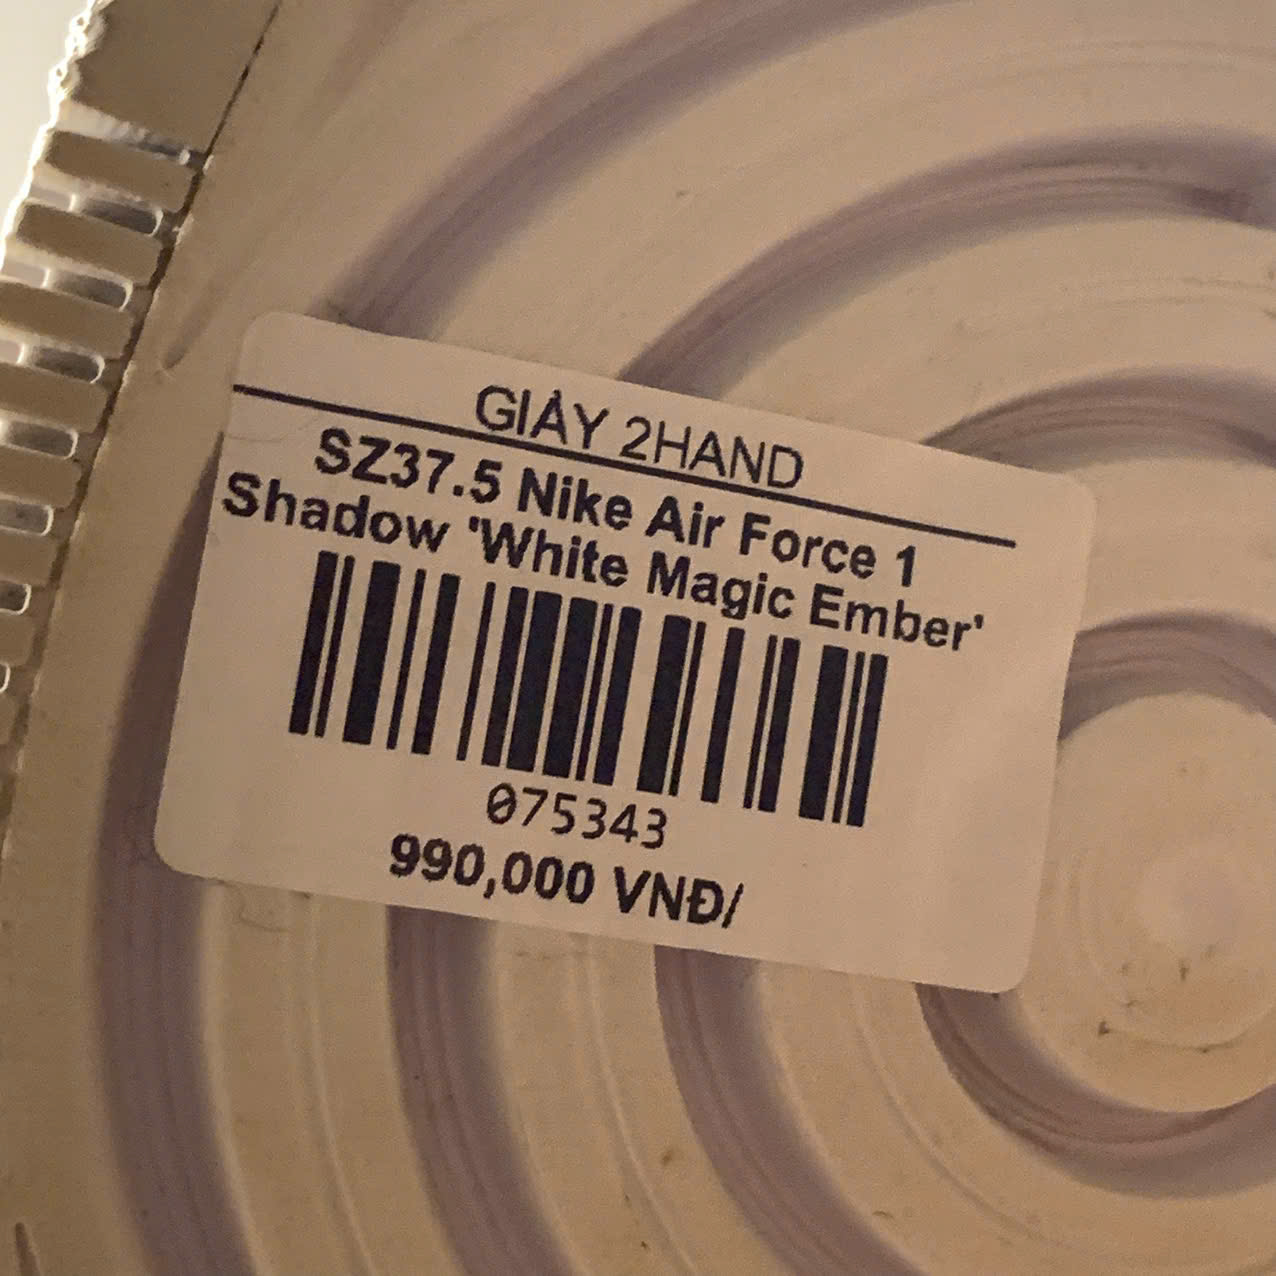 GIÀY 2HAND
SZ37.5 Nike Air Force 1
Shadow 'White Magic Ember'
075343
990,000 VNĐ/